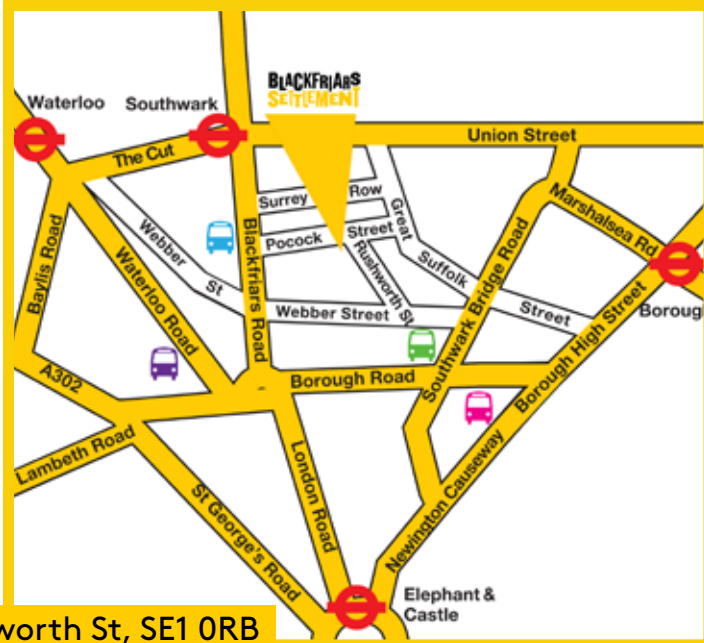 BLACKFRIARS
SETTLEMENT
Waterloo
Southwark
Union Street
The Cut
Marshalsea Rd
Surrey Row
Great
Suffolk
Street
Pocock Street
Rushworth St
Webber
St
Webber Street
Blackfriars Road
Baylis Road
Waterloo Road
Southwark Bridge Road
Borough High Street
Boroug
A302
Borough Road
Lambeth Road
London Road
St George's Road
Newington Causeway
Elephant &
Castle
worth St, SE1 0RB